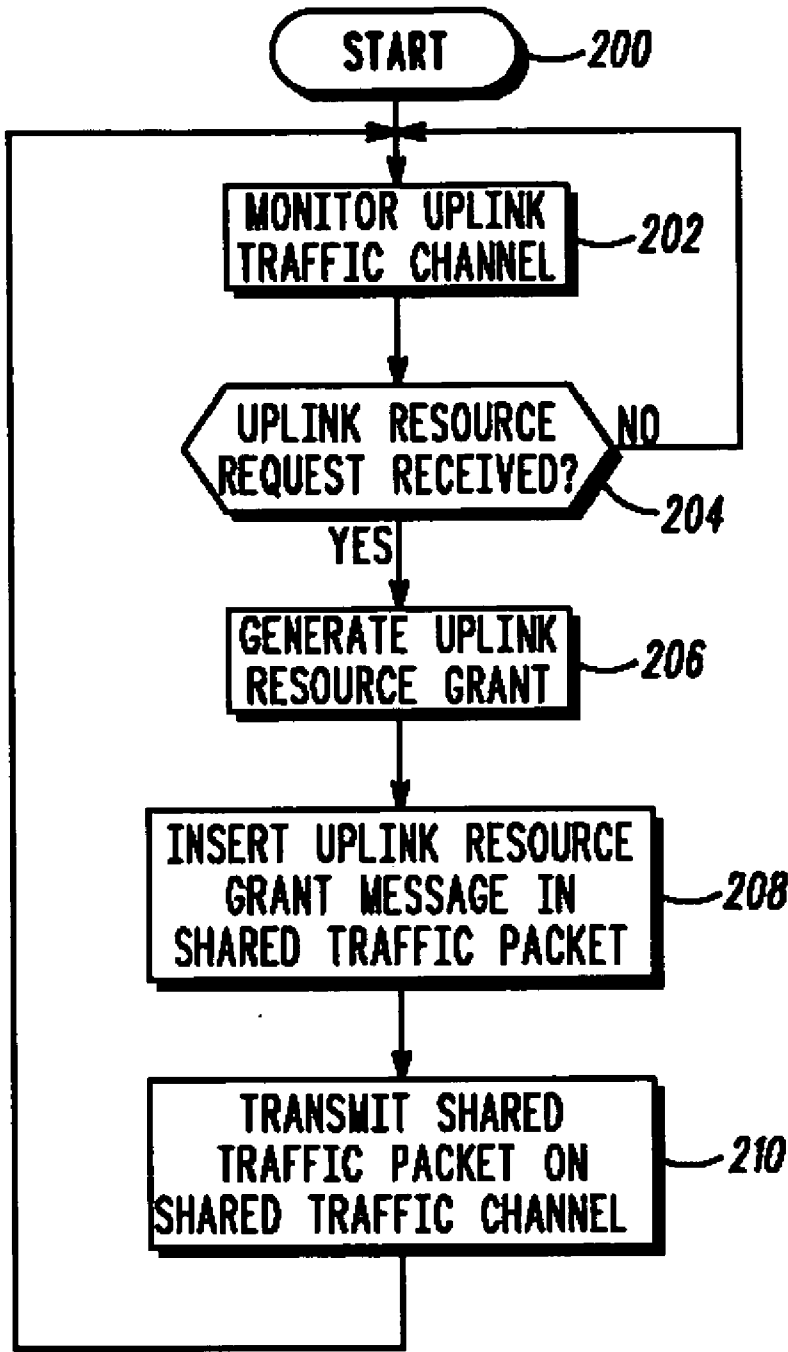 START
200
MONITOR UPLINK
TRAFFIC CHANNEL
202
UPLINK RESOURCE
REQUEST RECEIVED?
NO
204
YES
GENERATE UPLINK
RESOURCE GRANT
206
INSERT UPLINK RESOURCE
GRANT MESSAGE IN
SHARED TRAFFIC PACKET
208
TRANSMIT SHARED
TRAFFIC PACKET ON
SHARED TRAFFIC CHANNEL
210